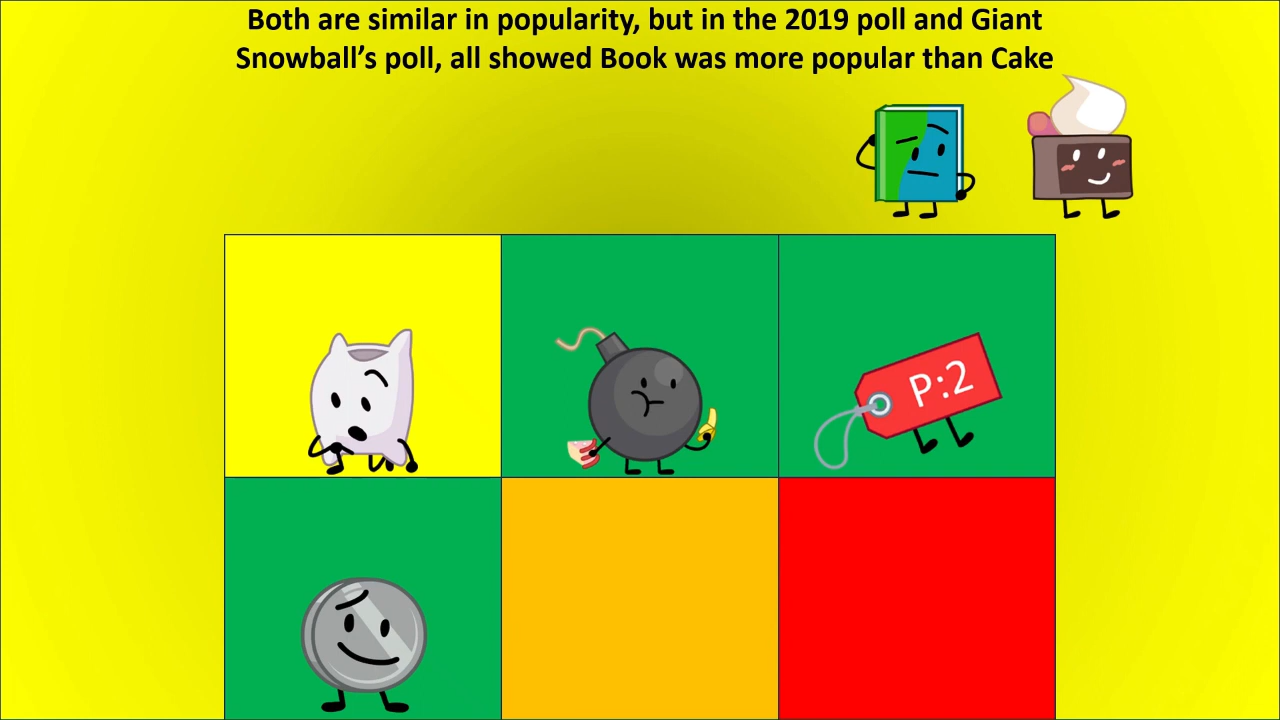 Both are similar in popularity, but in the 2019 poll and Giant
Snowball’s poll, all showed Book was more popular than Cake
P:2